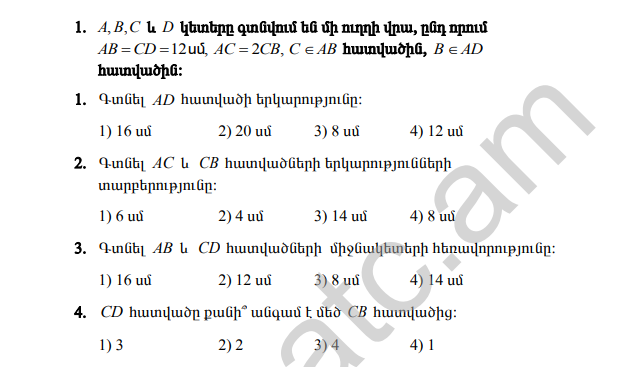 1. A, B, C և D կետերը գտնվում են մի ուղղի վրա, ընդ որում
AB = CD = 12 սմ, AC = 2CB, C ∈ AB հատվածին, B ∈ AD
հատվածին:
1. Գտնել AD հատվածի երկարությունը:
1) 16 սմ 2) 20 սմ 3) 8 սմ 4) 12 սմ
2. Գտնել AC և CB հատվածների երկարությունների
տարբերությունը:
1) 6 սմ 2) 4 սմ 3) 14 սմ 4) 8 սմ
3. Գտնել AB և CD հատվածների միջնակետերի հեռավորությունը:
1) 16 սմ 2) 12 սմ 3) 8 սմ 4) 14 սմ
4. CD հատվածը քանի՞ անգամ է մեծ CB հատվածից:
1) 3 2) 2 3) 4 4) 1
atc.am